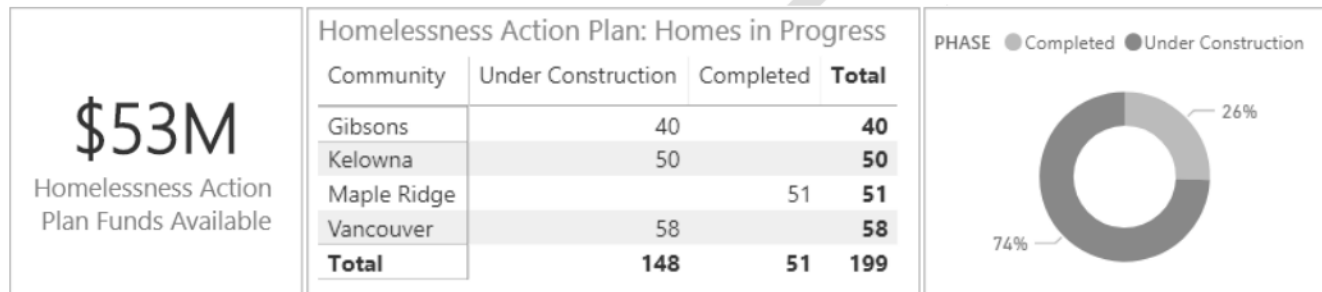 $53M
Homelessness Action
Plan Funds Available
Homelessness Action Plan: Homes in Progress
Community Under Construction Completed Total
Gibsons 40 40
Kelowna 50 50
Maple Ridge 51 51
Vancouver 58 58
Total 148 51 199
PHASE Completed Under Construction
26%
74%